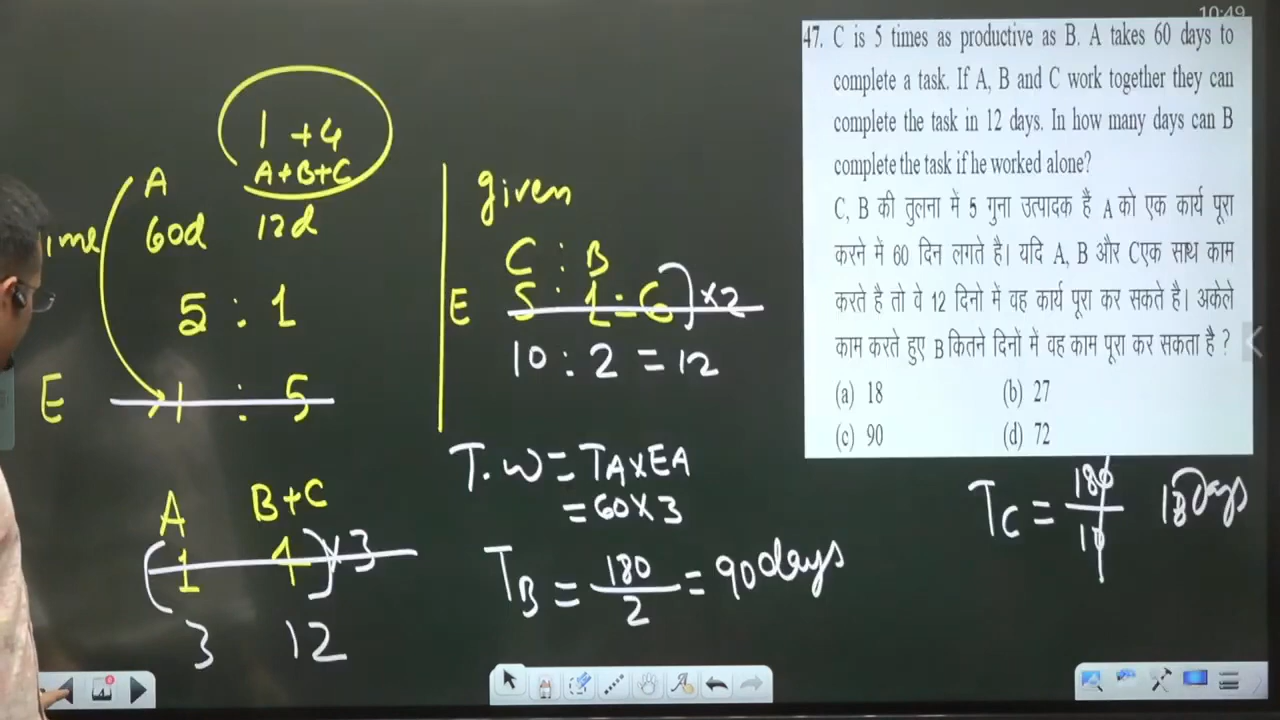 10:49
47. C is 5 times as productive as B. A takes 60 days to
complete a task. If A, B and C work together they can
complete the task in 12 days. In how many days can B
complete the task if he worked alone?
C, B की तुलना में 5 गुना उत्पादक है A को एक कार्य पूरा
करने में 60 दिन लगते है। यदि A, B और C एक साथ काम
करते है तो वे 12 दिनों में वह कार्य पूरा कर सकते है। अकेले
काम करते हुए B कितने दिनों में वह काम पूरा कर सकता है ?
(a) 18 (b) 27
(c) 90 (d) 72
1 + 4
A A+B+C
60d 12d
5 : 1
E 1 : 5
A B+C
(1 4) × 3
3 12
given
C : B
E 5 : 1 = 6 ] × 2
10 : 2 = 12
T.W = TA × EA
= 60 × 3
TB = 180/2 = 90 days
TC = 180/10 18 Days